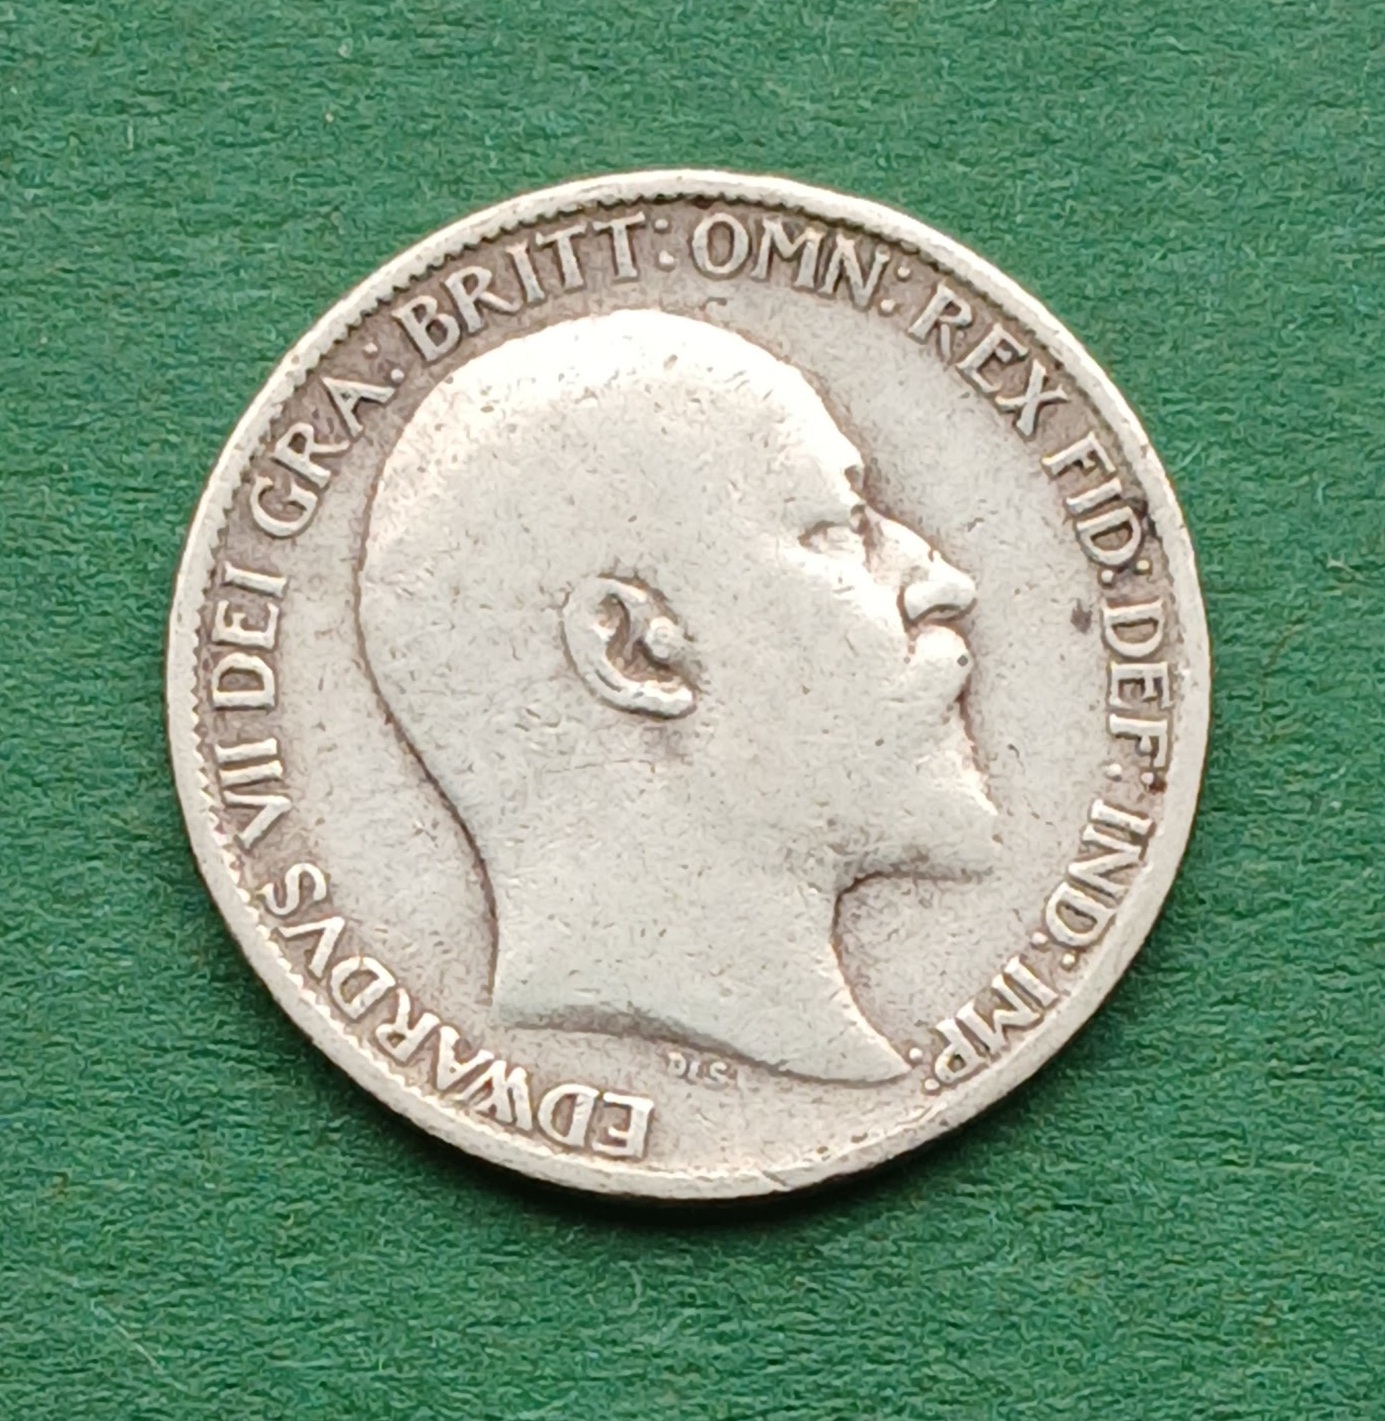 EDWARDVS VII DEI GRA: BRITT: OMN: REX FID: DEF: IND: IMP:
DES